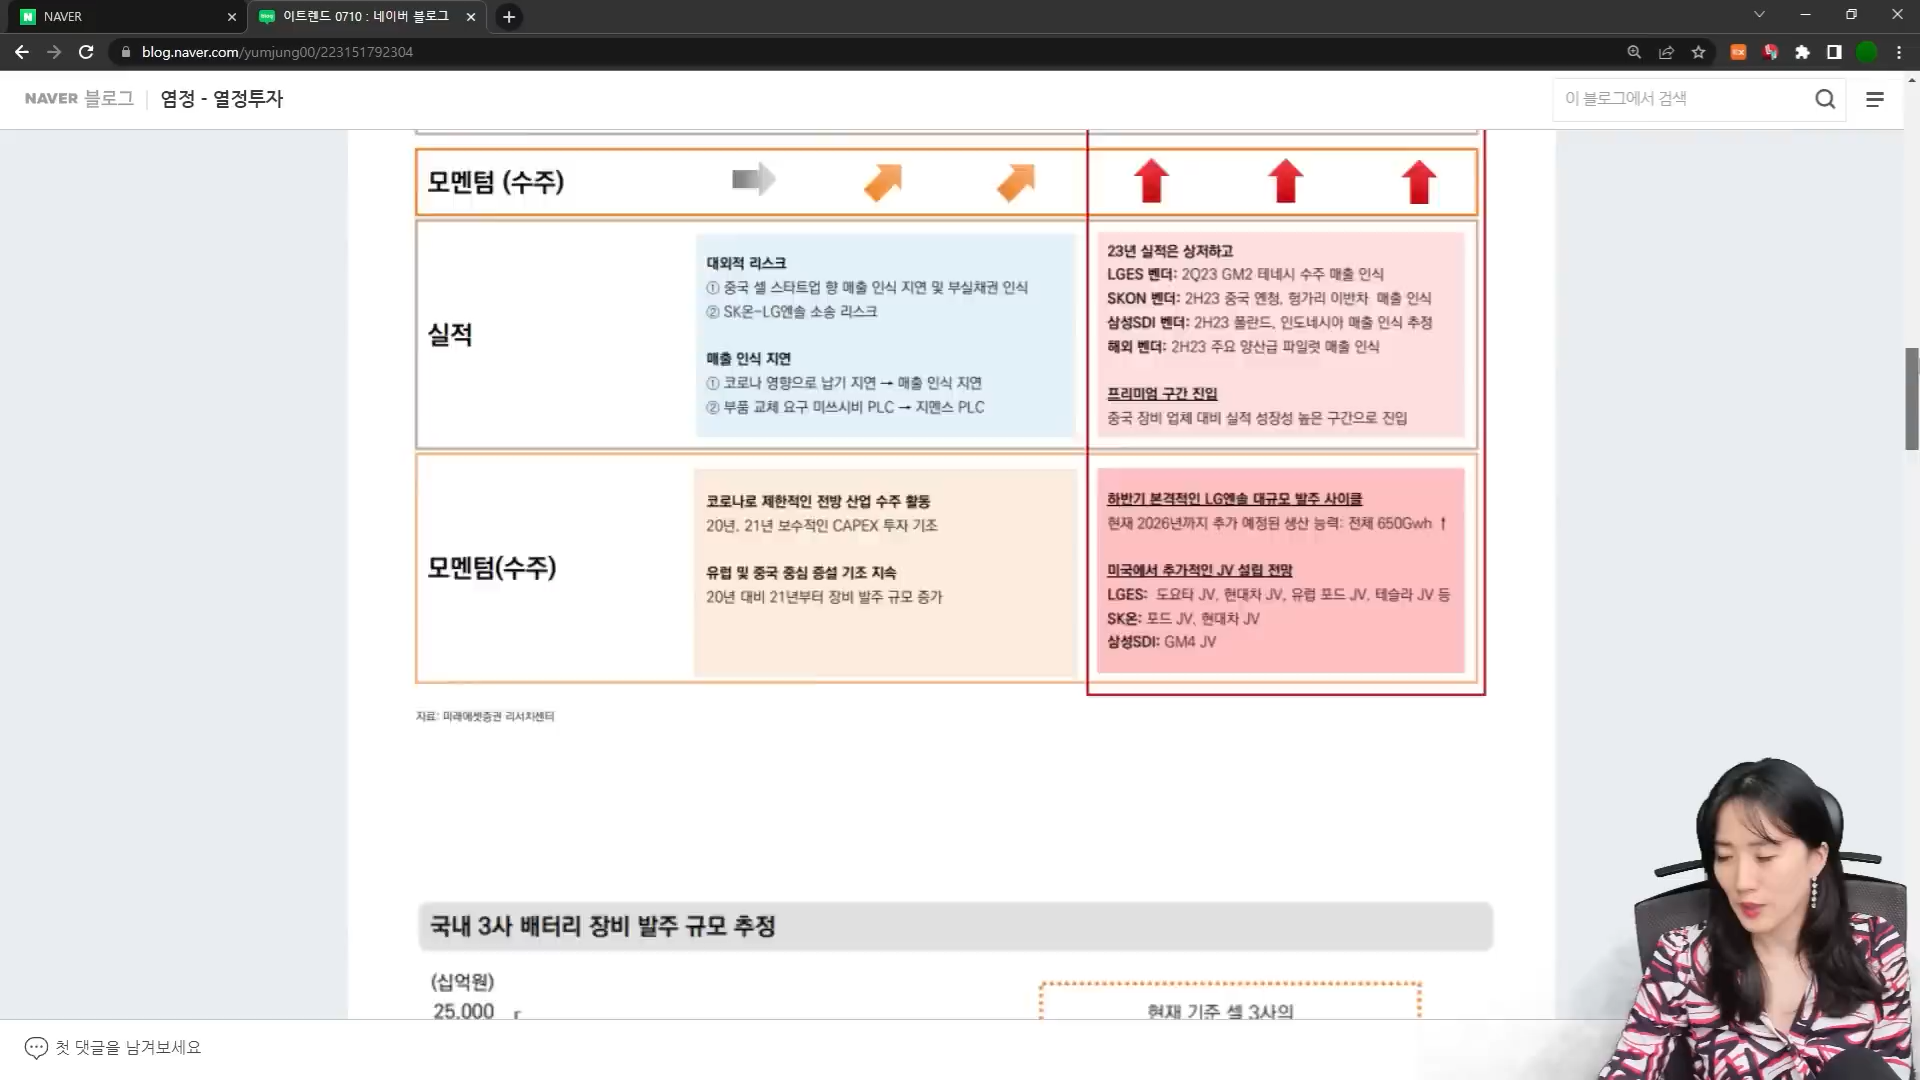 NAVER
이트렌드 0710 : 네이버 블로그
blog.naver.com/yumjung00/223151792304
NAVER 블로그 | 염정 - 열정투자
이 블로그에서 검색
모멘텀 (수주)
실적
대외적 리스크
① 중국 셀 스타트업 향 매출 인식 지연 및 부실채권 인식
② SK온-LG엔솔 소송 리스크
매출 인식 지연
① 코로나 영향으로 납기 지연 → 매출 인식 지연
② 부품 교체 요구 미쓰시비 PLC → 지멘스 PLC
23년 실적은 상저하고
LGES 벤더: 2Q23 GM2 테네시 수주 매출 인식
SKON 벤더: 2H23 중국 옌청, 헝가리 이반차 매출 인식
삼성SDI 벤더: 2H23 폴란드, 인도네시아 매출 인식 추정
해외 벤더: 2H23 주요 양산급 파일럿 매출 인식
프리미엄 구간 진입
중국 장비 업체 대비 실적 성장성 높은 구간으로 진입
모멘텀(수주)
코로나로 제한적인 전방 산업 수주 활동
20년, 21년 보수적인 CAPEX 투자 기조
유럽 및 중국 중심 증설 기조 지속
20년 대비 21년부터 장비 발주 규모 증가
하반기 본격적인 LG엔솔 대규모 발주 사이클
현재 2026년까지 추가 예정된 생산 능력: 전체 650Gwh ↑
미국에서 추가적인 JV 설립 전망
LGES: 도요타 JV, 현대차 JV, 유럽 포드 JV, 테슬라 JV 등
SK온: 포드 JV, 현대차 JV
삼성SDI: GM4 JV
자료: 미래에셋증권 리서치센터
국내 3사 배터리 장비 발주 규모 추정
(십억원)
25,000
현재 기준 셀 3사의
첫 댓글을 남겨보세요